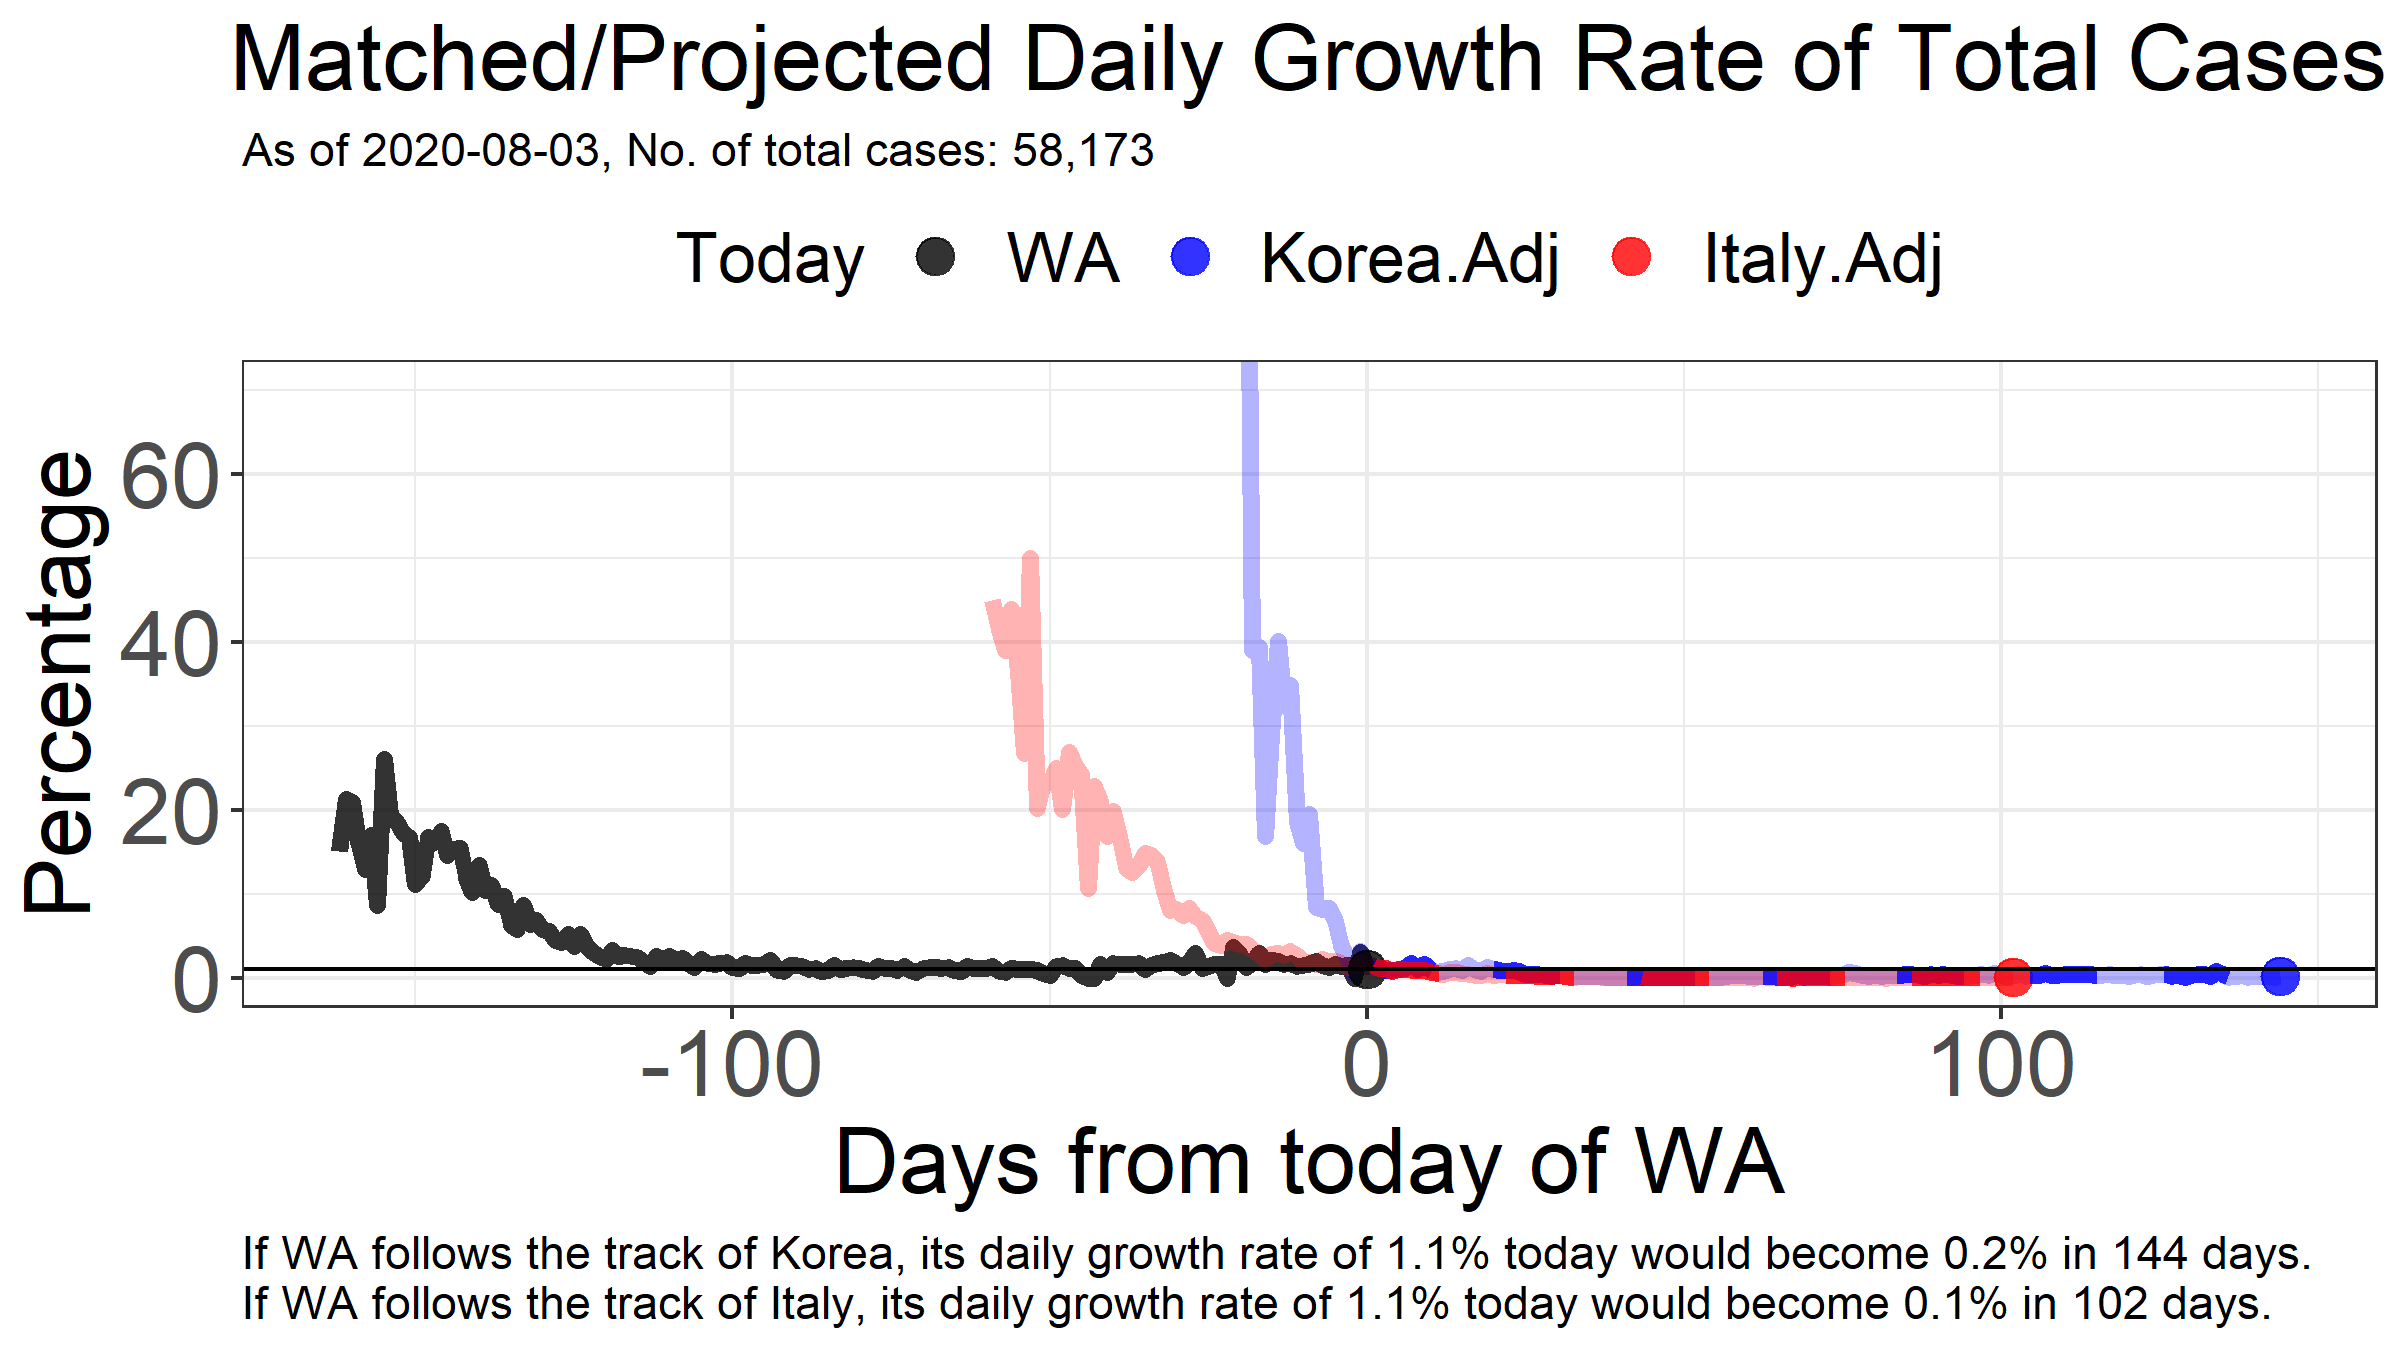 Matched/Projected Daily Growth Rate of Total Cases
As of 2020-08-03, No. of total cases: 58,173
Today WA Korea.Adj Italy.Adj
Percentage
60
40
20
0
-100 0 100
Days from today of WA
If WA follows the track of Korea, its daily growth rate of 1.1% today would become 0.2% in 144 days.
If WA follows the track of Italy, its daily growth rate of 1.1% today would become 0.1% in 102 days.